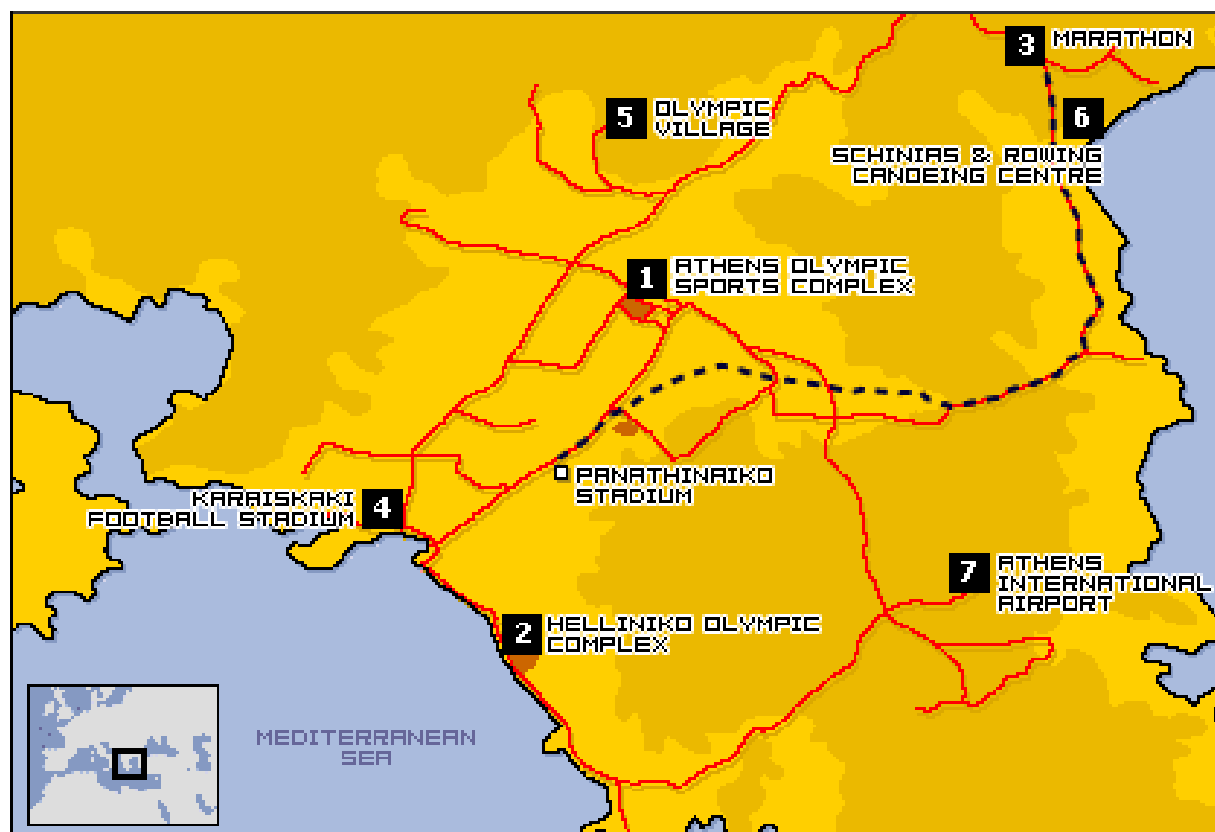 3 MARATHON
5 OLYMPIC
VILLAGE
6
SCHINIAS & ROWING
CANOEING CENTRE
1 ATHENS OLYMPIC
SPORTS COMPLEX
PANATHINAIKO
STADIUM
KARAISKAKI
FOOTBALL STADIUM 4
7 ATHENS
INTERNATIONAL
AIRPORT
2 HELLINIKO OLYMPIC
COMPLEX
MEDITERRANEAN
SEA